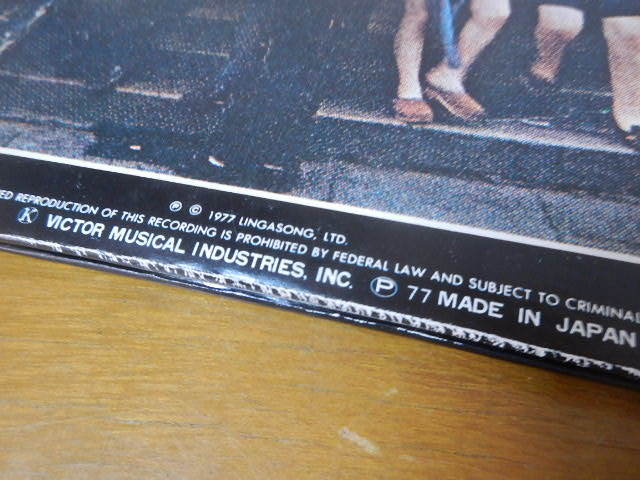 ℗ © 1977 LINGASONG, LTD.
REPRODUCTION OF THIS RECORDING IS PROHIBITED BY FEDERAL LAW AND SUBJECT TO CRIMINAL
Ⓚ VICTOR MUSICAL INDUSTRIES, INC. ℗ 77 MADE IN JAPAN